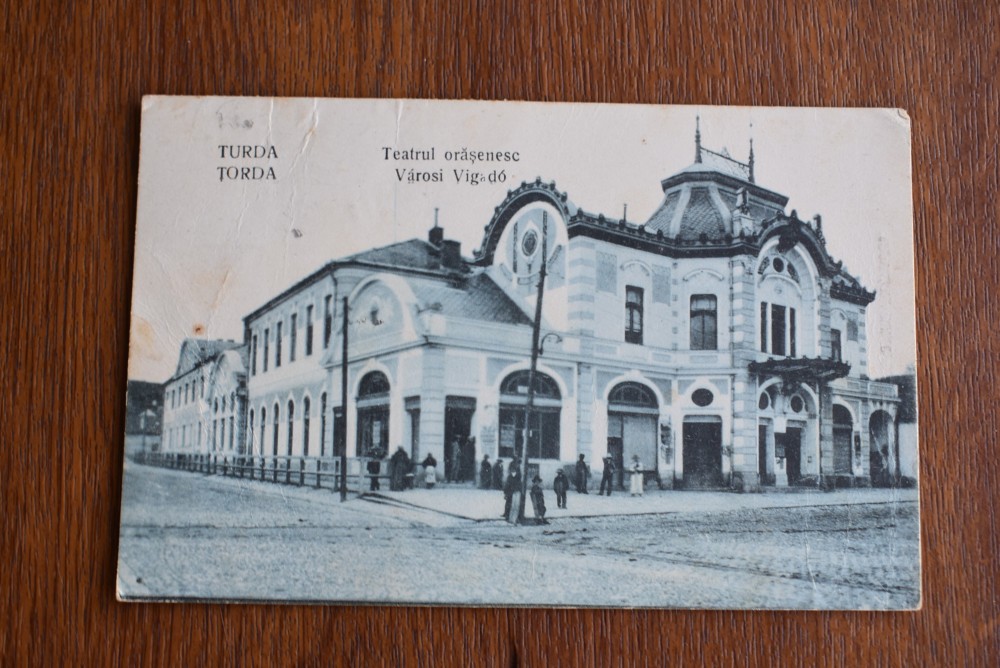 TURDA
TORDA
Teatrul orășenesc
Városi Vigadó